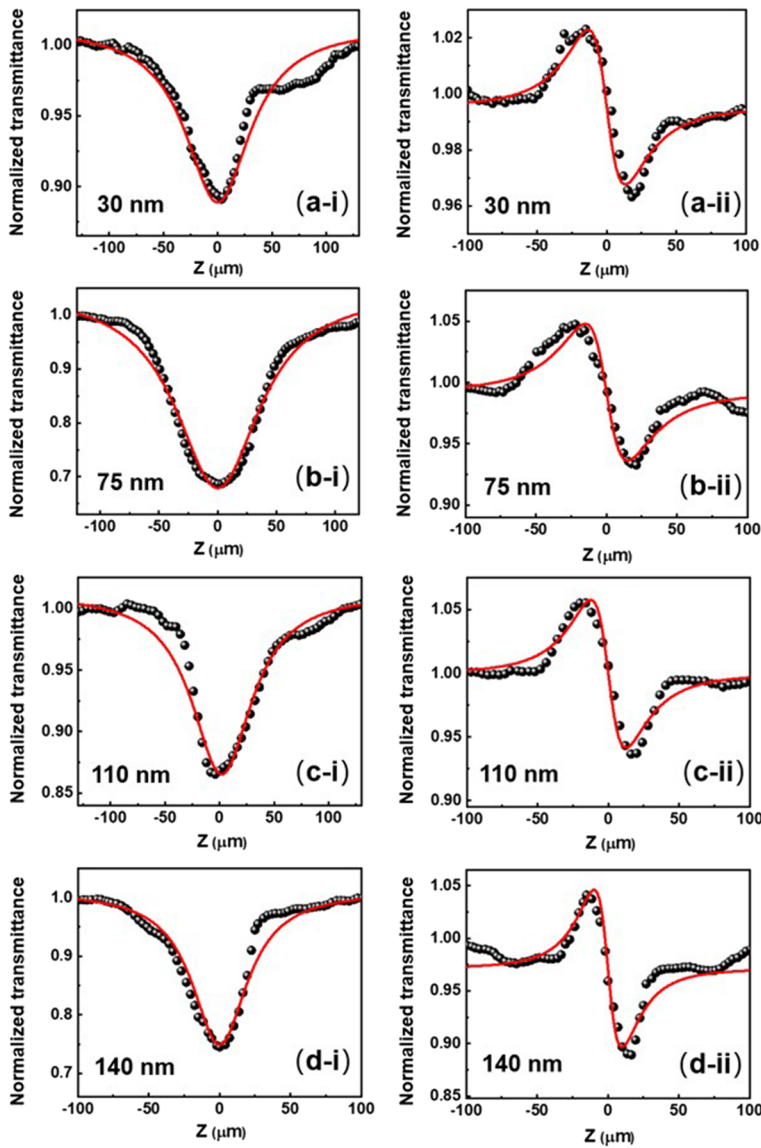 Normalized transmittance
1.00
0.95
0.90
30 nm
(a-i)
-100 -50 0 50 100
Z (μm)
Normalized transmittance
1.02
1.00
0.98
0.96
30 nm
(a-ii)
-100 -50 0 50 100
Z (μm)
Normalized transmittance
1.0
0.9
0.8
0.7
75 nm
(b-i)
-100 -50 0 50 100
Z (μm)
Normalized transmittance
1.05
1.00
0.95
0.90
75 nm
(b-ii)
-100 -50 0 50 100
Z (μm)
Normalized transmittance
1.00
0.95
0.90
0.85
110 nm
(c-i)
-100 -50 0 50 100
Z (μm)
Normalized transmittance
1.05
1.00
0.95
0.90
110 nm
(c-ii)
-100 -50 0 50 100
Z (μm)
Normalized transmittance
1.0
0.9
0.8
0.7
140 nm
(d-i)
-100 -50 0 50 100
Z (μm)
Normalized transmittance
1.05
1.00
0.95
0.90
0.85
140 nm
(d-ii)
-100 -50 0 50 100
Z (μm)